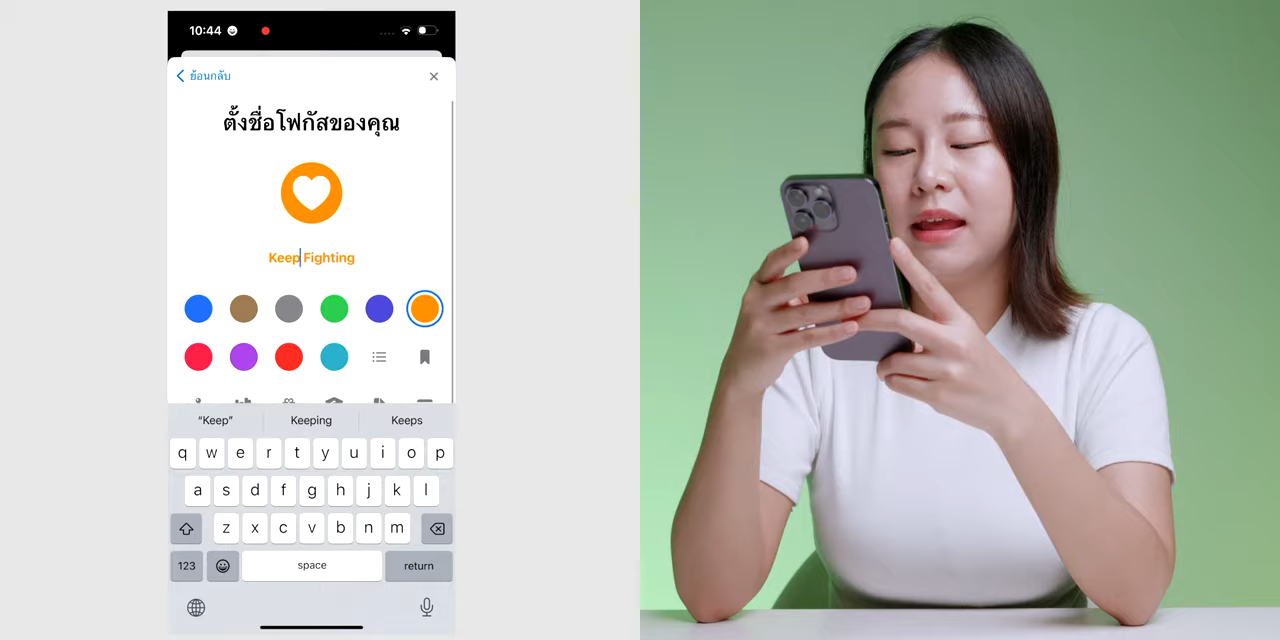 10:44
ย้อนกลับ
ตั้งชื่อโฟกัสของคุณ
Keep Fighting
“Keep” Keeping Keeps
q w e r t y u i o p
a s d f g h j k l
z x c v b n m
123 space return